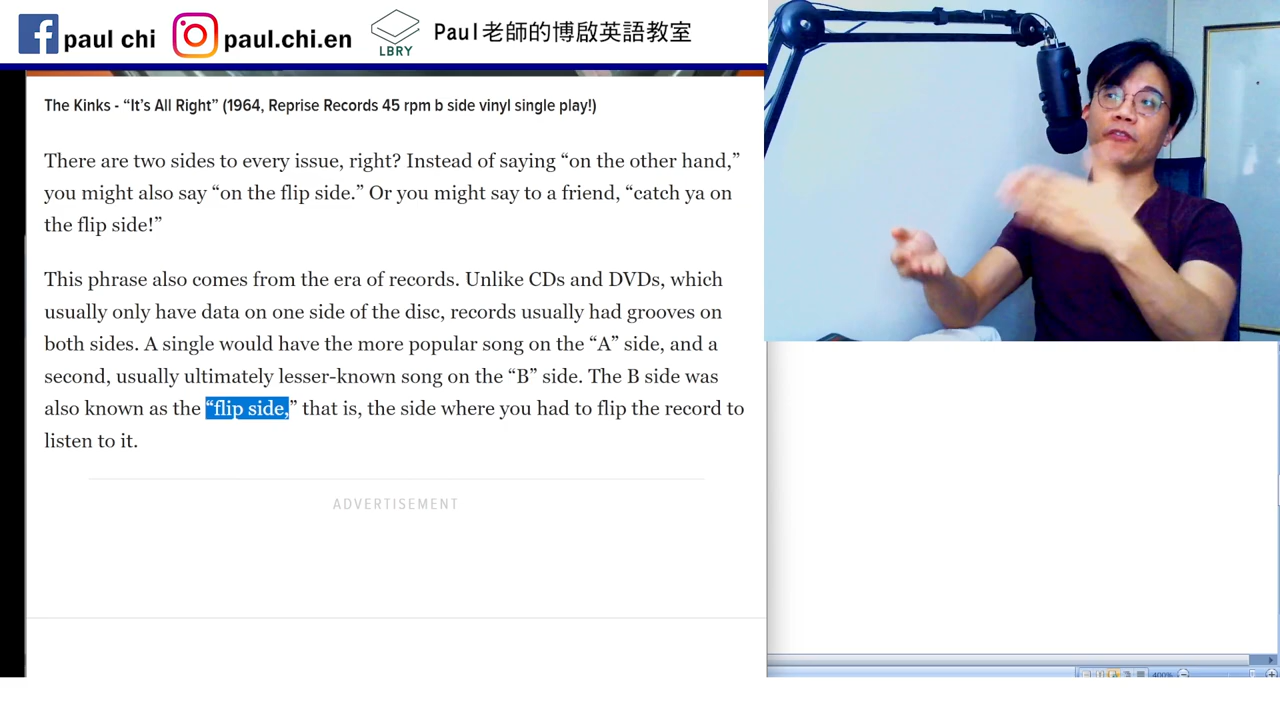 paul chi
paul.chi.en
LBRY
Paul老師的博啟英語教室
The Kinks - “It’s All Right” (1964, Reprise Records 45 rpm b side vinyl single play!)
There are two sides to every issue, right? Instead of saying “on the other hand,”
you might also say “on the flip side.” Or you might say to a friend, “catch ya on
the flip side!”
This phrase also comes from the era of records. Unlike CDs and DVDs, which
usually only have data on one side of the disc, records usually had grooves on
both sides. A single would have the more popular song on the “A” side, and a
second, usually ultimately lesser-known song on the “B” side. The B side was
also known as the “flip side,” that is, the side where you had to flip the record to
listen to it.
ADVERTISEMENT
400%